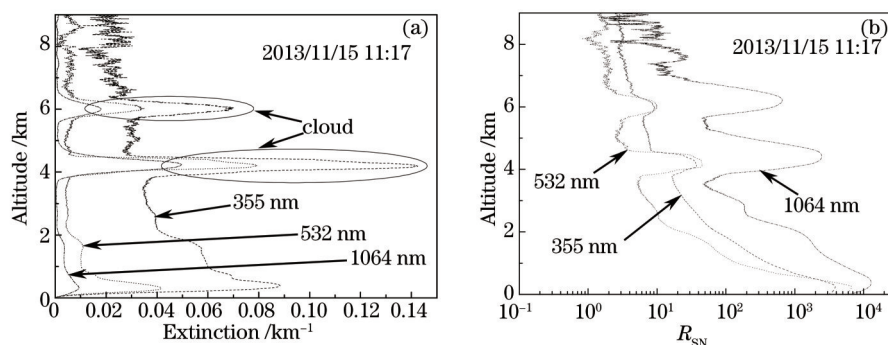 (a)
2013/11/15 11:17
cloud
355 nm
532 nm
1064 nm
Altitude /km
8
6
4
2
0
0 0.02 0.04 0.06 0.08 0.10 0.12 0.14
Extinction /km⁻¹
(b)
2013/11/15 11:17
532 nm
355 nm
1064 nm
Altitude /km
8
6
4
2
0
10⁻¹ 10⁰ 10¹ 10² 10³ 10⁴
R_SN